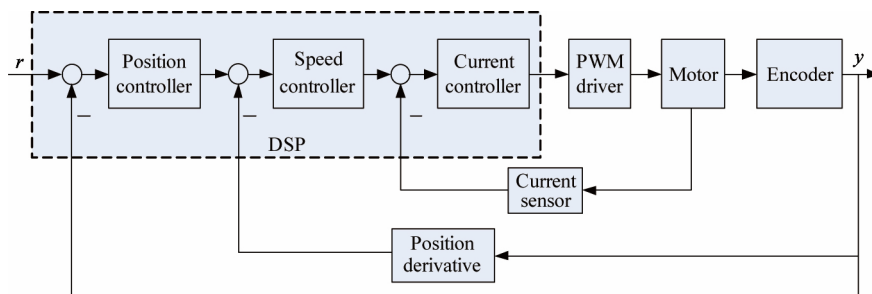 r
Position
controller
Speed
controller
Current
controller
PWM
driver
Motor
Encoder
y
−
−
−
DSP
Current
sensor
Position
derivative